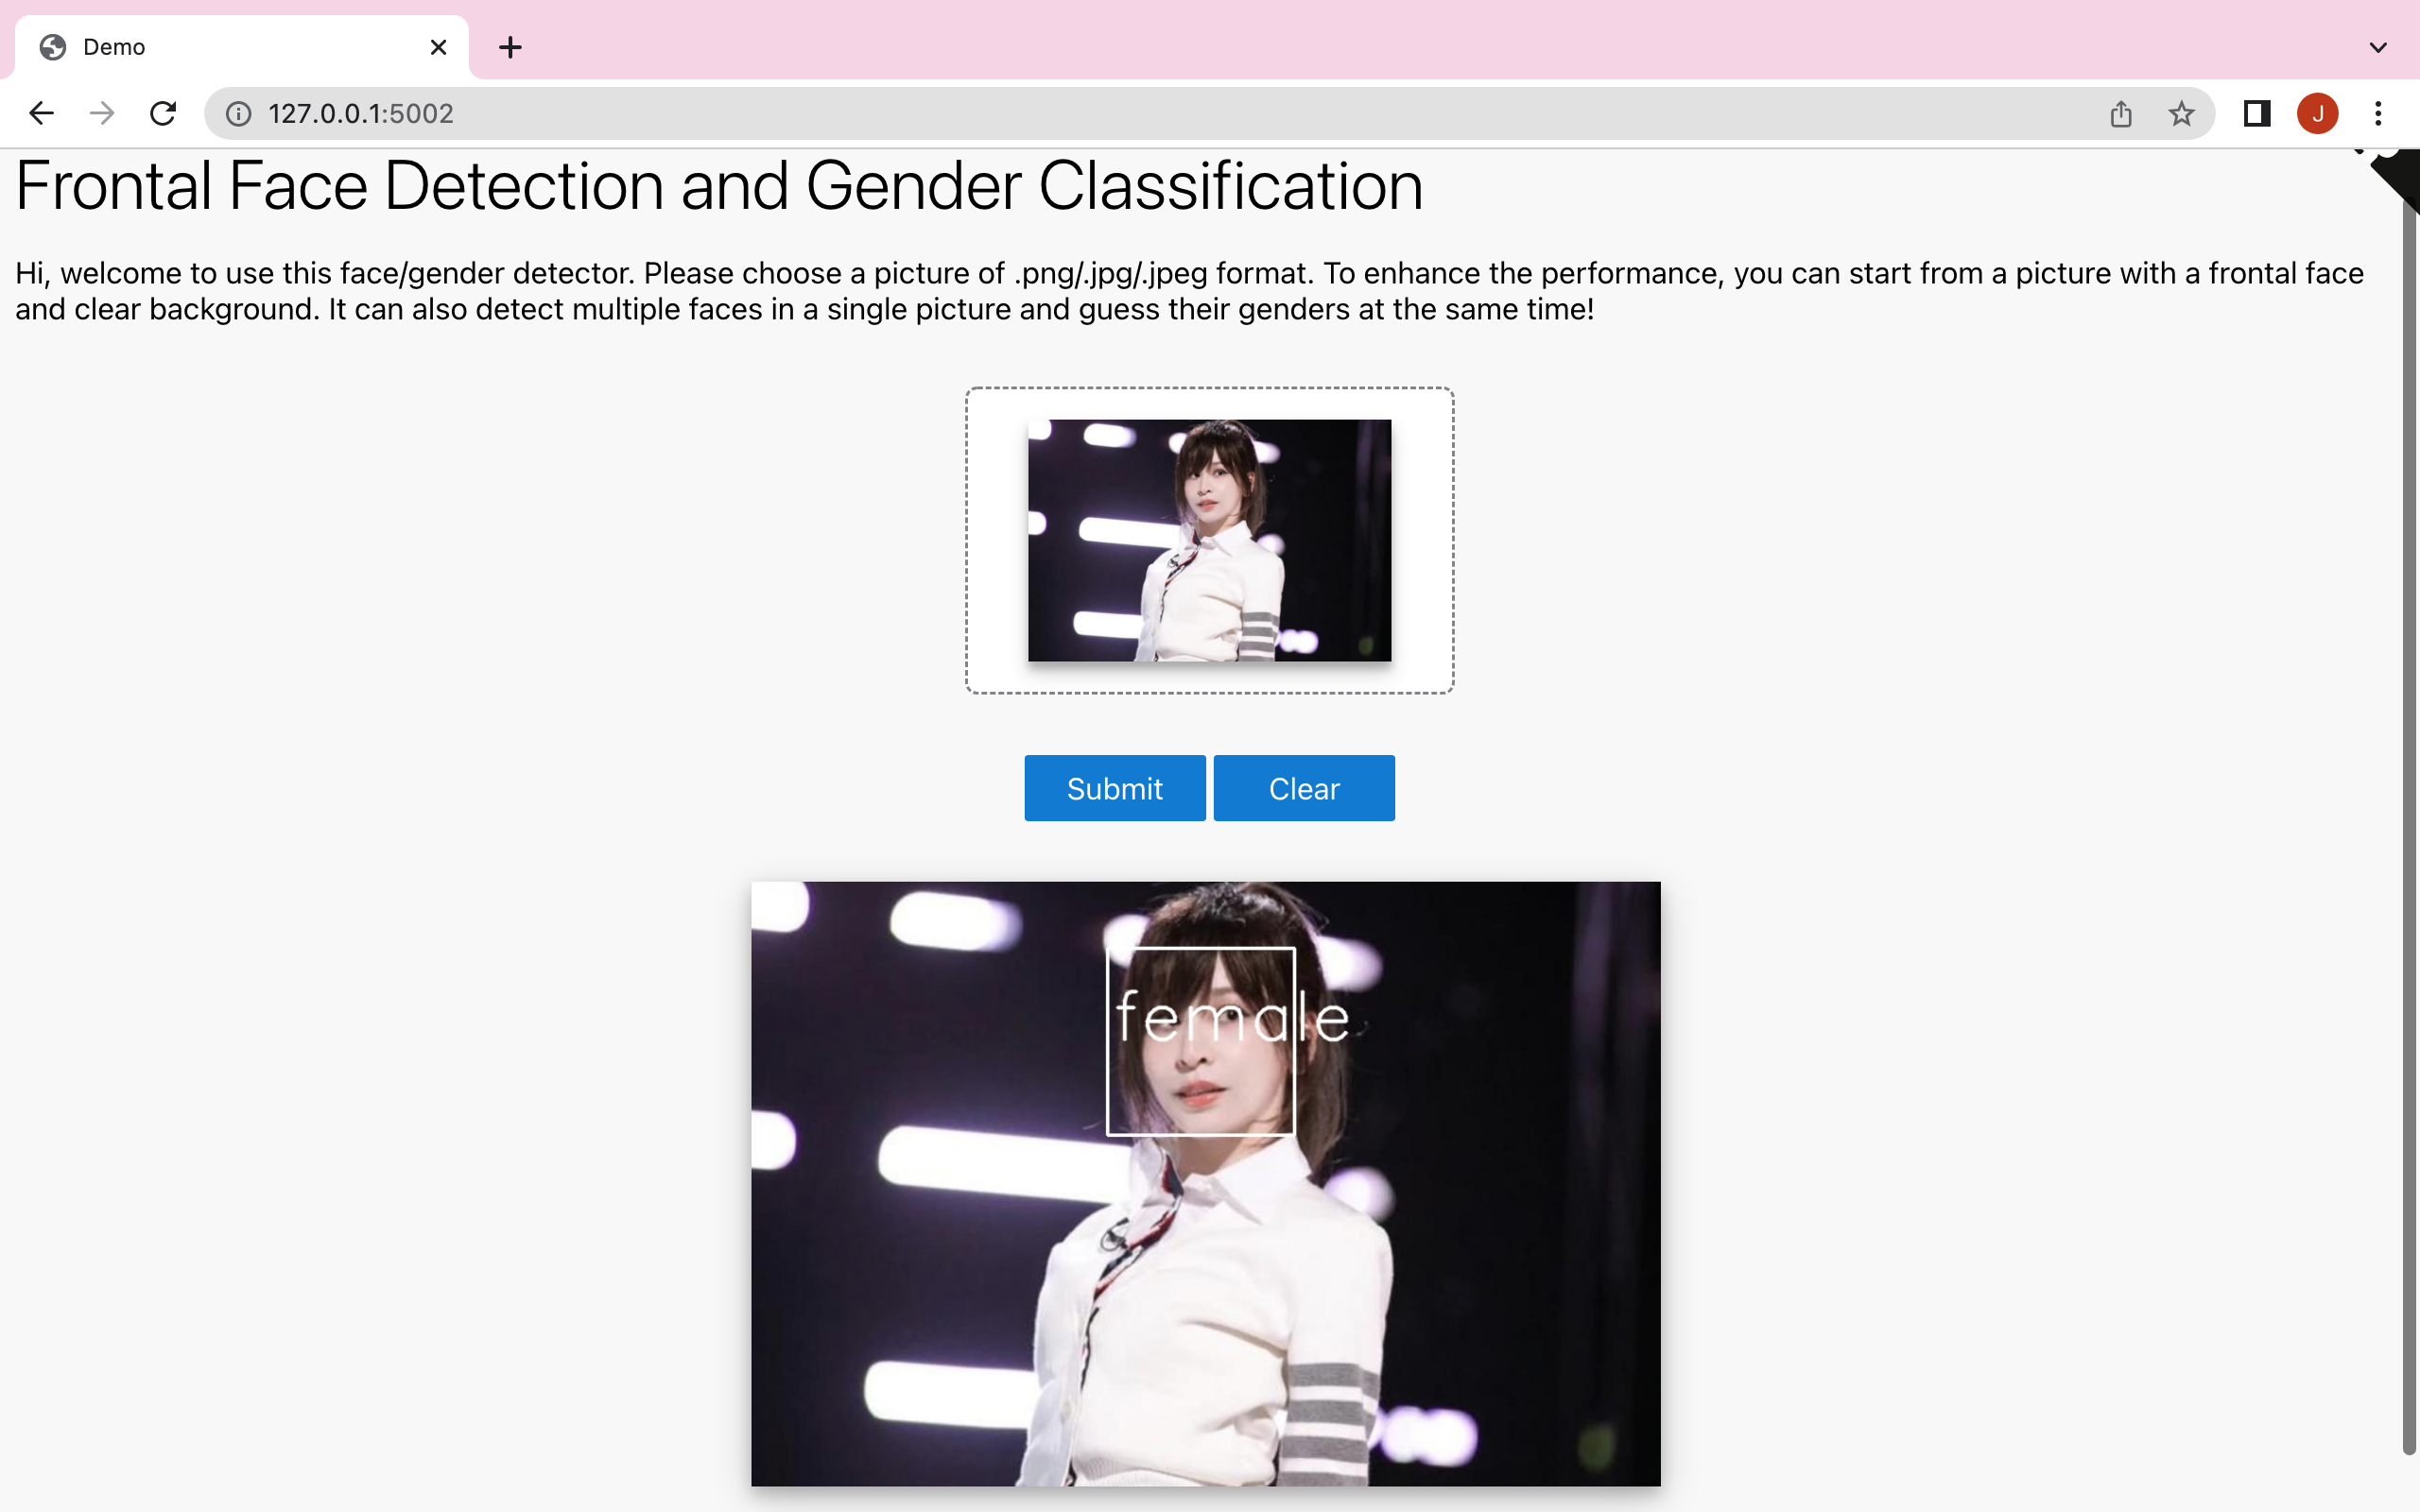 Demo
127.0.0.1:5002
J
Frontal Face Detection and Gender Classification
Hi, welcome to use this face/gender detector. Please choose a picture of .png/.jpg/.jpeg format. To enhance the performance, you can start from a picture with a frontal face
and clear background. It can also detect multiple faces in a single picture and guess their genders at the same time!
Submit Clear
female